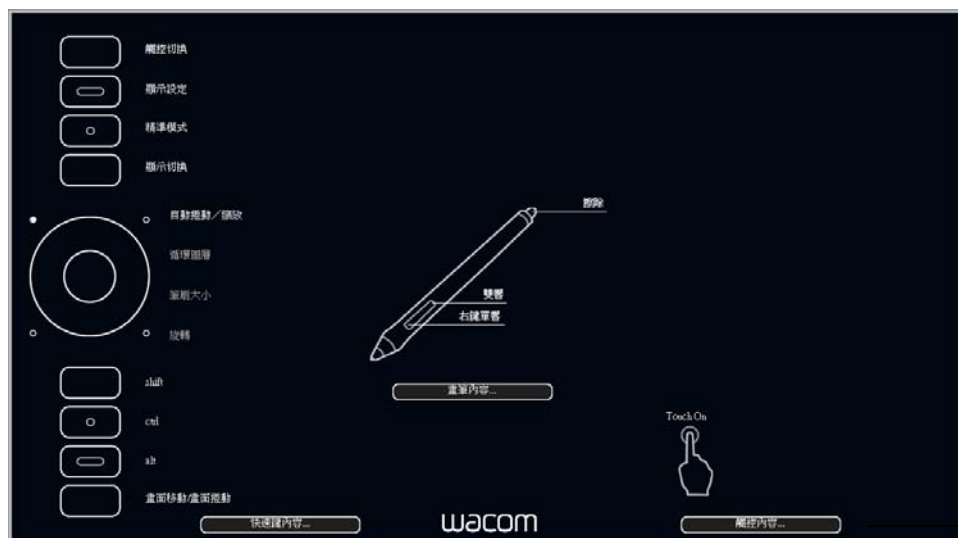 觸控切換
顯示設定
精準模式
顯示切換
自動捲動／縮放
循環圖層
筆刷大小
旋轉
擦除
雙響
右鍵單響
shift
ctrl
alt
畫面移動/畫面捲動
畫筆內容...
Touch On
快速鍵內容...
wacom
觸控內容...